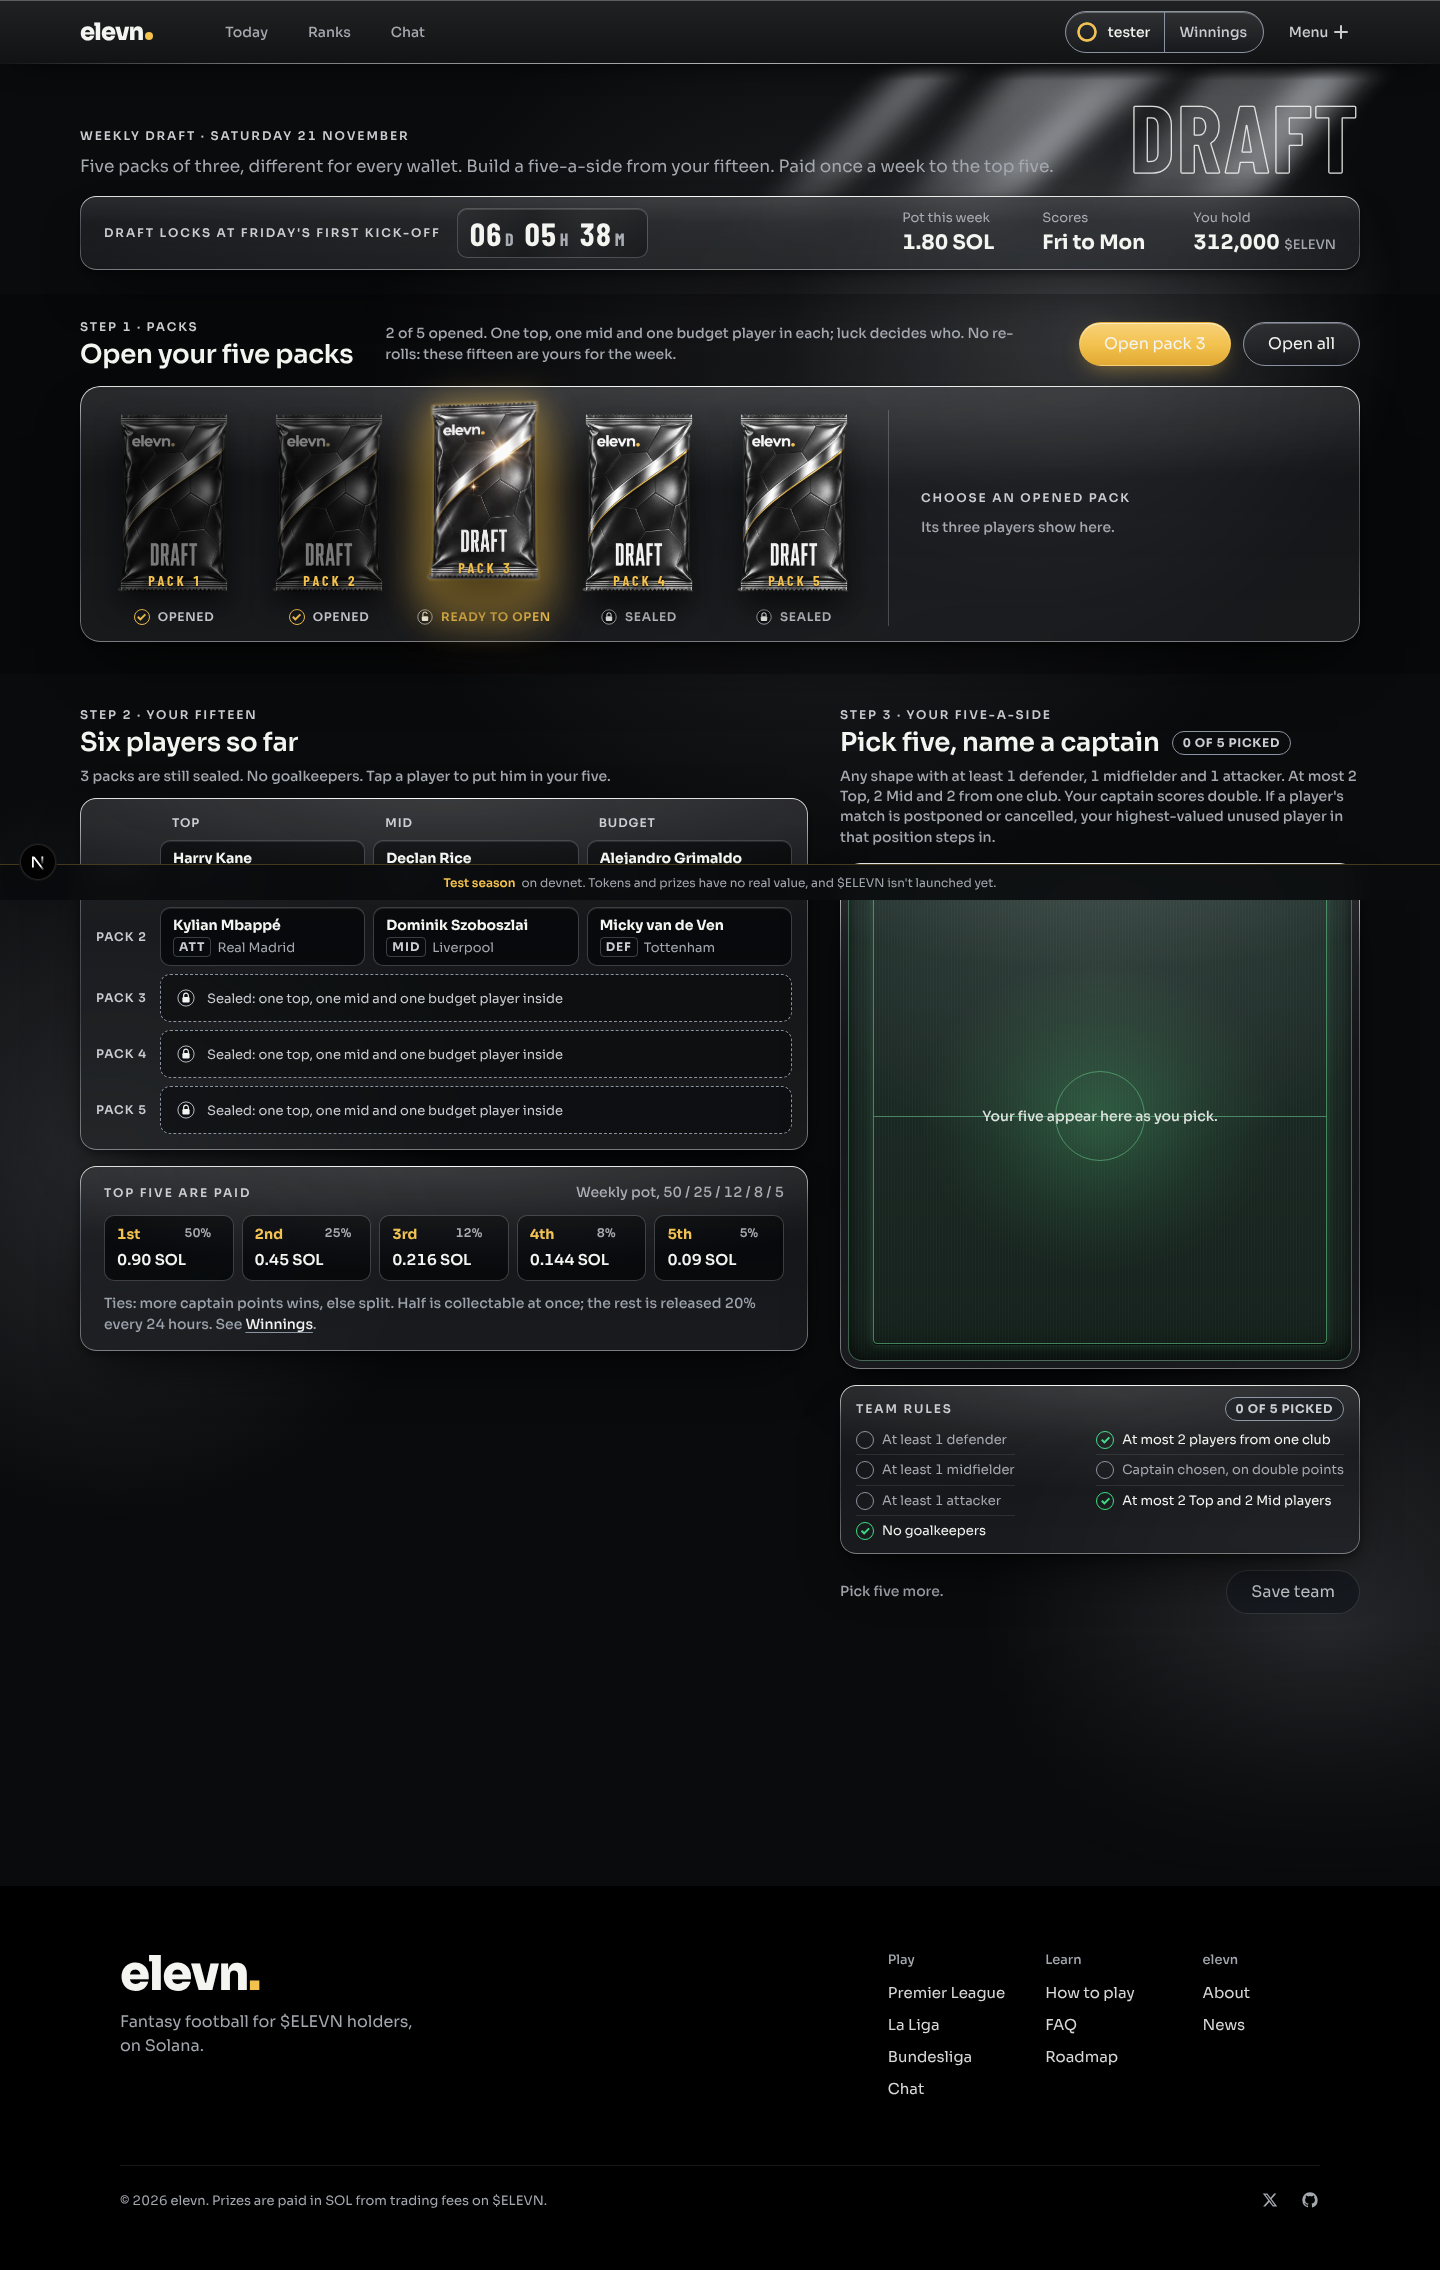 elevn.
Today
Ranks
Chat
tester
Winnings
Menu
DRAFT
WEEKLY DRAFT · SATURDAY 21 NOVEMBER
Five packs of three, different for every wallet. Build a five-a-side from your fifteen. Paid once a week to the top five.
DRAFT LOCKS AT FRIDAY'S FIRST KICK-OFF
06D 05H 38M
Pot this week
1.80 SOL
Scores
Fri to Mon
You hold
312,000 $ELEVN
STEP 1 · PACKS
Open your five packs
2 of 5 opened. One top, one mid and one budget player in each; luck decides who. No re-
rolls: these fifteen are yours for the week.
Open pack 3
Open all
elevn.
DRAFT
PACK 1
OPENED
elevn.
DRAFT
PACK 2
OPENED
elevn.
DRAFT
PACK 3
READY TO OPEN
elevn.
DRAFT
PACK 4
SEALED
elevn.
DRAFT
PACK 5
SEALED
CHOOSE AN OPENED PACK
Its three players show here.
STEP 2 · YOUR FIFTEEN
Six players so far
3 packs are still sealed. No goalkeepers. Tap a player to put him in your five.
TOP
MID
BUDGET
Harry Kane
Declan Rice
Alejandro Grimaldo
N
Test season on devnet. Tokens and prizes have no real value, and $ELEVN isn't launched yet.
PACK 2
Kylian Mbappé
ATT Real Madrid
Dominik Szoboszlai
MID Liverpool
Micky van de Ven
DEF Tottenham
PACK 3
Sealed: one top, one mid and one budget player inside
PACK 4
Sealed: one top, one mid and one budget player inside
PACK 5
Sealed: one top, one mid and one budget player inside
TOP FIVE ARE PAID
Weekly pot, 50 / 25 / 12 / 8 / 5
1st 50%
0.90 SOL
2nd 25%
0.45 SOL
3rd 12%
0.216 SOL
4th 8%
0.144 SOL
5th 5%
0.09 SOL
Ties: more captain points wins, else split. Half is collectable at once; the rest is released 20%
every 24 hours. See Winnings.
STEP 3 · YOUR FIVE-A-SIDE
Pick five, name a captain
0 OF 5 PICKED
Any shape with at least 1 defender, 1 midfielder and 1 attacker. At most 2
Top, 2 Mid and 2 from one club. Your captain scores double. If a player's
match is postponed or cancelled, your highest-valued unused player in
that position steps in.
Your five appear here as you pick.
TEAM RULES
0 OF 5 PICKED
At least 1 defender
At least 1 midfielder
At least 1 attacker
No goalkeepers
At most 2 players from one club
Captain chosen, on double points
At most 2 Top and 2 Mid players
Pick five more.
Save team
elevn.
Fantasy football for $ELEVN holders,
on Solana.
Play
Premier League
La Liga
Bundesliga
Chat
Learn
How to play
FAQ
Roadmap
elevn
About
News
© 2026 elevn. Prizes are paid in SOL from trading fees on $ELEVN.